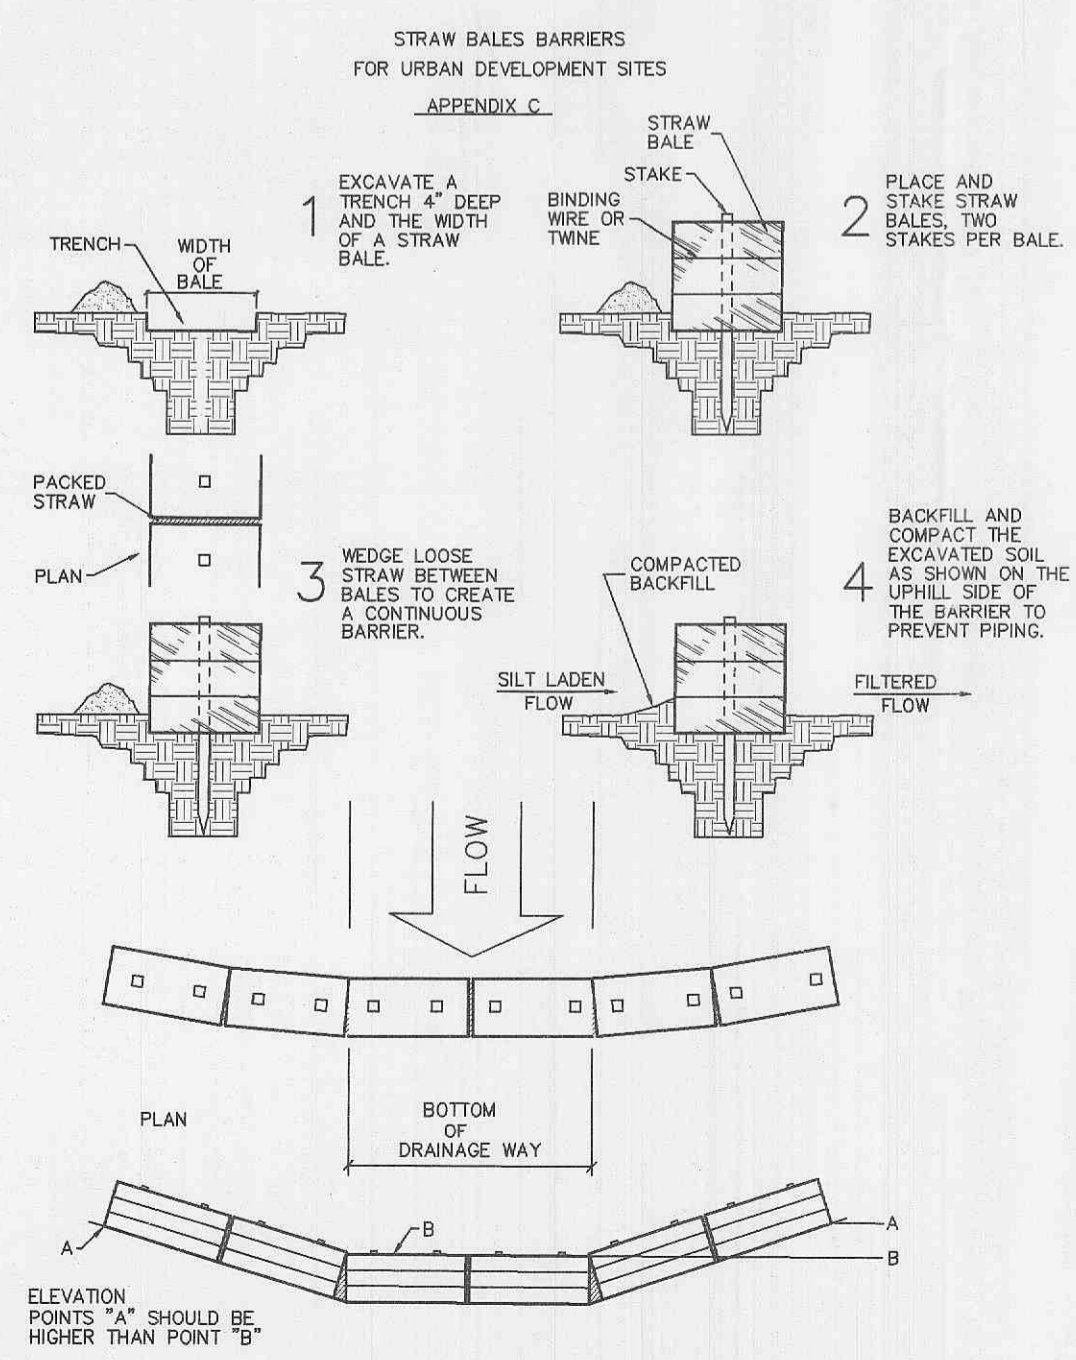 STRAW BALES BARRIERS
FOR URBAN DEVELOPMENT SITES
APPENDIX C
1
EXCAVATE A
TRENCH 4" DEEP
AND THE WIDTH
OF A STRAW
BALE.
TRENCH
WIDTH
OF
BALE
STRAW
BALE
STAKE
BINDING
WIRE OR
TWINE
2
PLACE AND
STAKE STRAW
BALES, TWO
STAKES PER BALE.
PACKED
STRAW
PLAN
3
WEDGE LOOSE
STRAW BETWEEN
BALES TO CREATE
A CONTINUOUS
BARRIER.
COMPACTED
BACKFILL
4
BACKFILL AND
COMPACT THE
EXCAVATED SOIL
AS SHOWN ON THE
UPHILL SIDE OF
THE BARRIER TO
PREVENT PIPING.
SILT LADEN
FLOW
FILTERED
FLOW
FLOW
PLAN
BOTTOM
OF
DRAINAGE WAY
A
B
A
B
ELEVATION
POINTS "A" SHOULD BE
HIGHER THAN POINT "B"